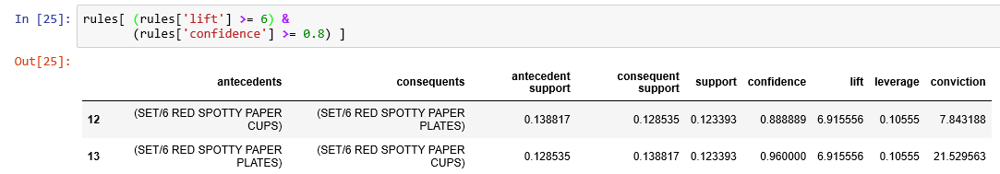 In [25]: rules[ (rules['lift'] >= 6) &
(rules['confidence'] >= 0.8) ]
Out[25]:
antecedents consequents antecedent support consequent support support confidence lift leverage conviction
12 (SET/6 RED SPOTTY PAPER CUPS) (SET/6 RED SPOTTY PAPER PLATES) 0.138817 0.128535 0.123393 0.888889 6.915556 0.10555 7.843188
13 (SET/6 RED SPOTTY PAPER PLATES) (SET/6 RED SPOTTY PAPER CUPS) 0.128535 0.138817 0.123393 0.960000 6.915556 0.10555 21.529563